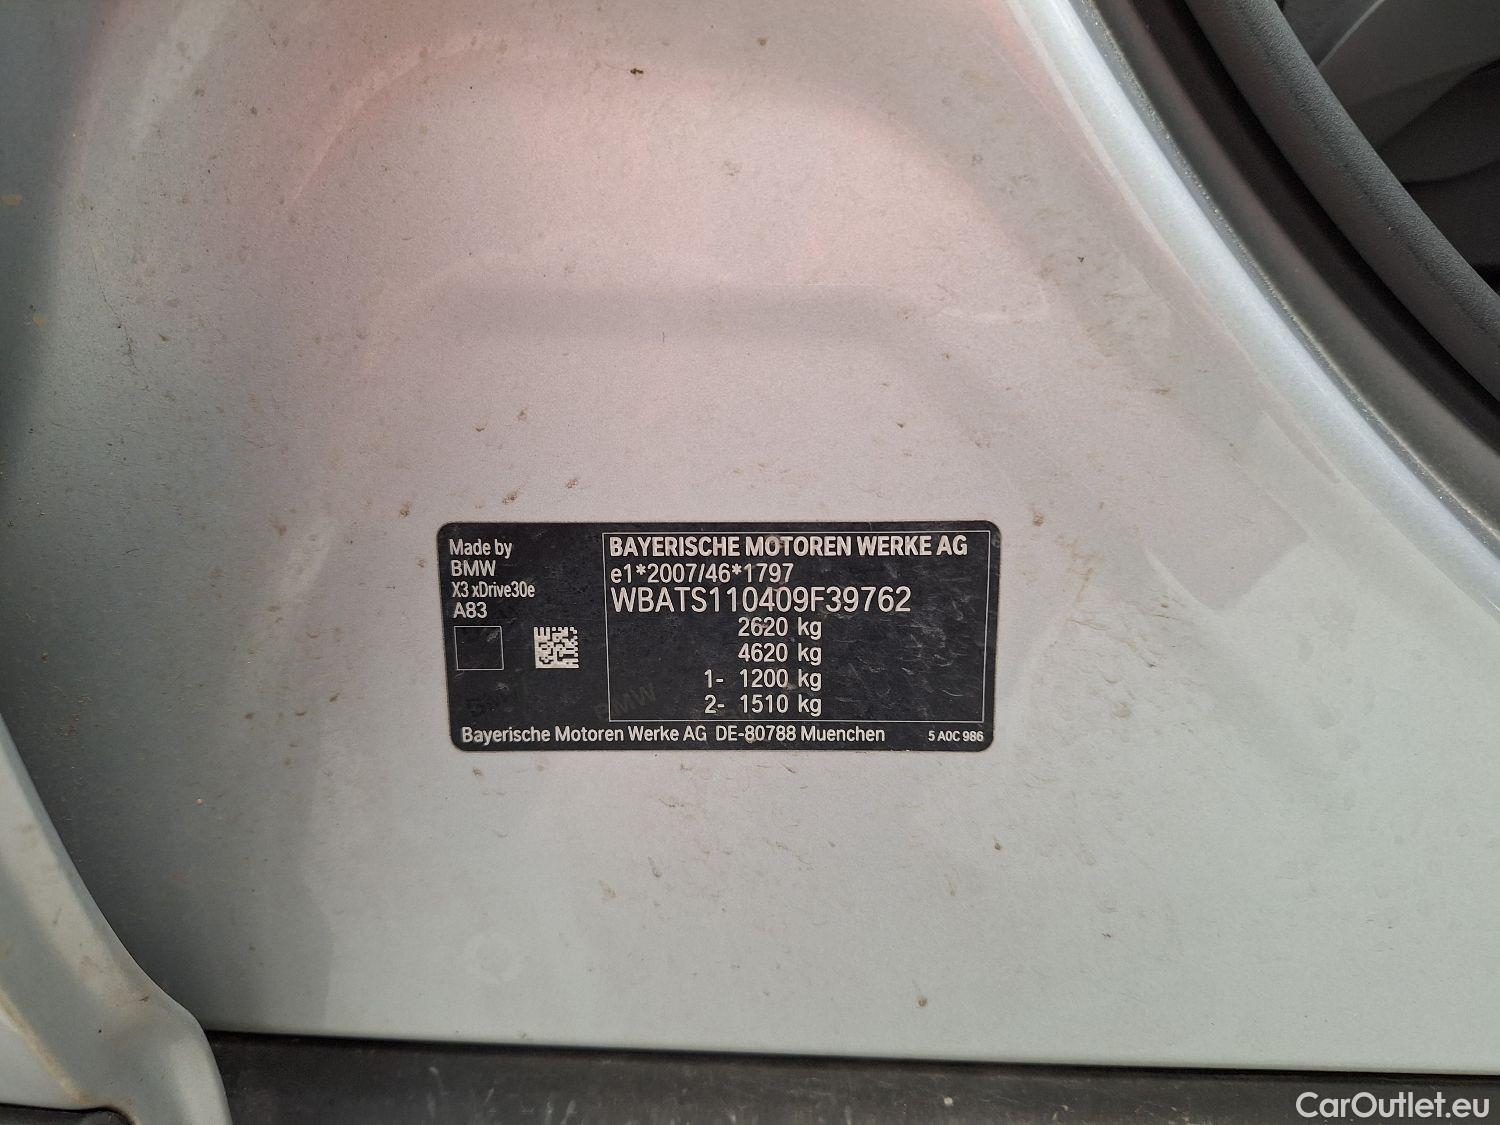 Made by
BMW
X3 xDrive30e
A83
BAYERISCHE MOTOREN WERKE AG
e1*2007/46*1797
WBATS110409F39762
2620 kg
4620 kg
1- 1200 kg
2- 1510 kg
BMW
Bayerische Motoren Werke AG DE-80788 Muenchen
5 A0C 986
CarOutlet.eu